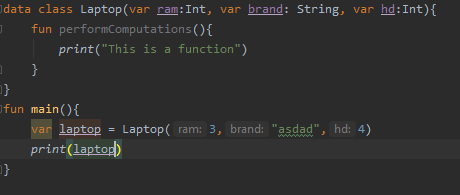 data class Laptop(var ram:Int, var brand: String, var hd:Int){
fun performComputations(){
print("This is a function")
}
}
fun main(){
var laptop = Laptop( ram: 3, brand: "asdad", hd: 4)
print(laptop)
}